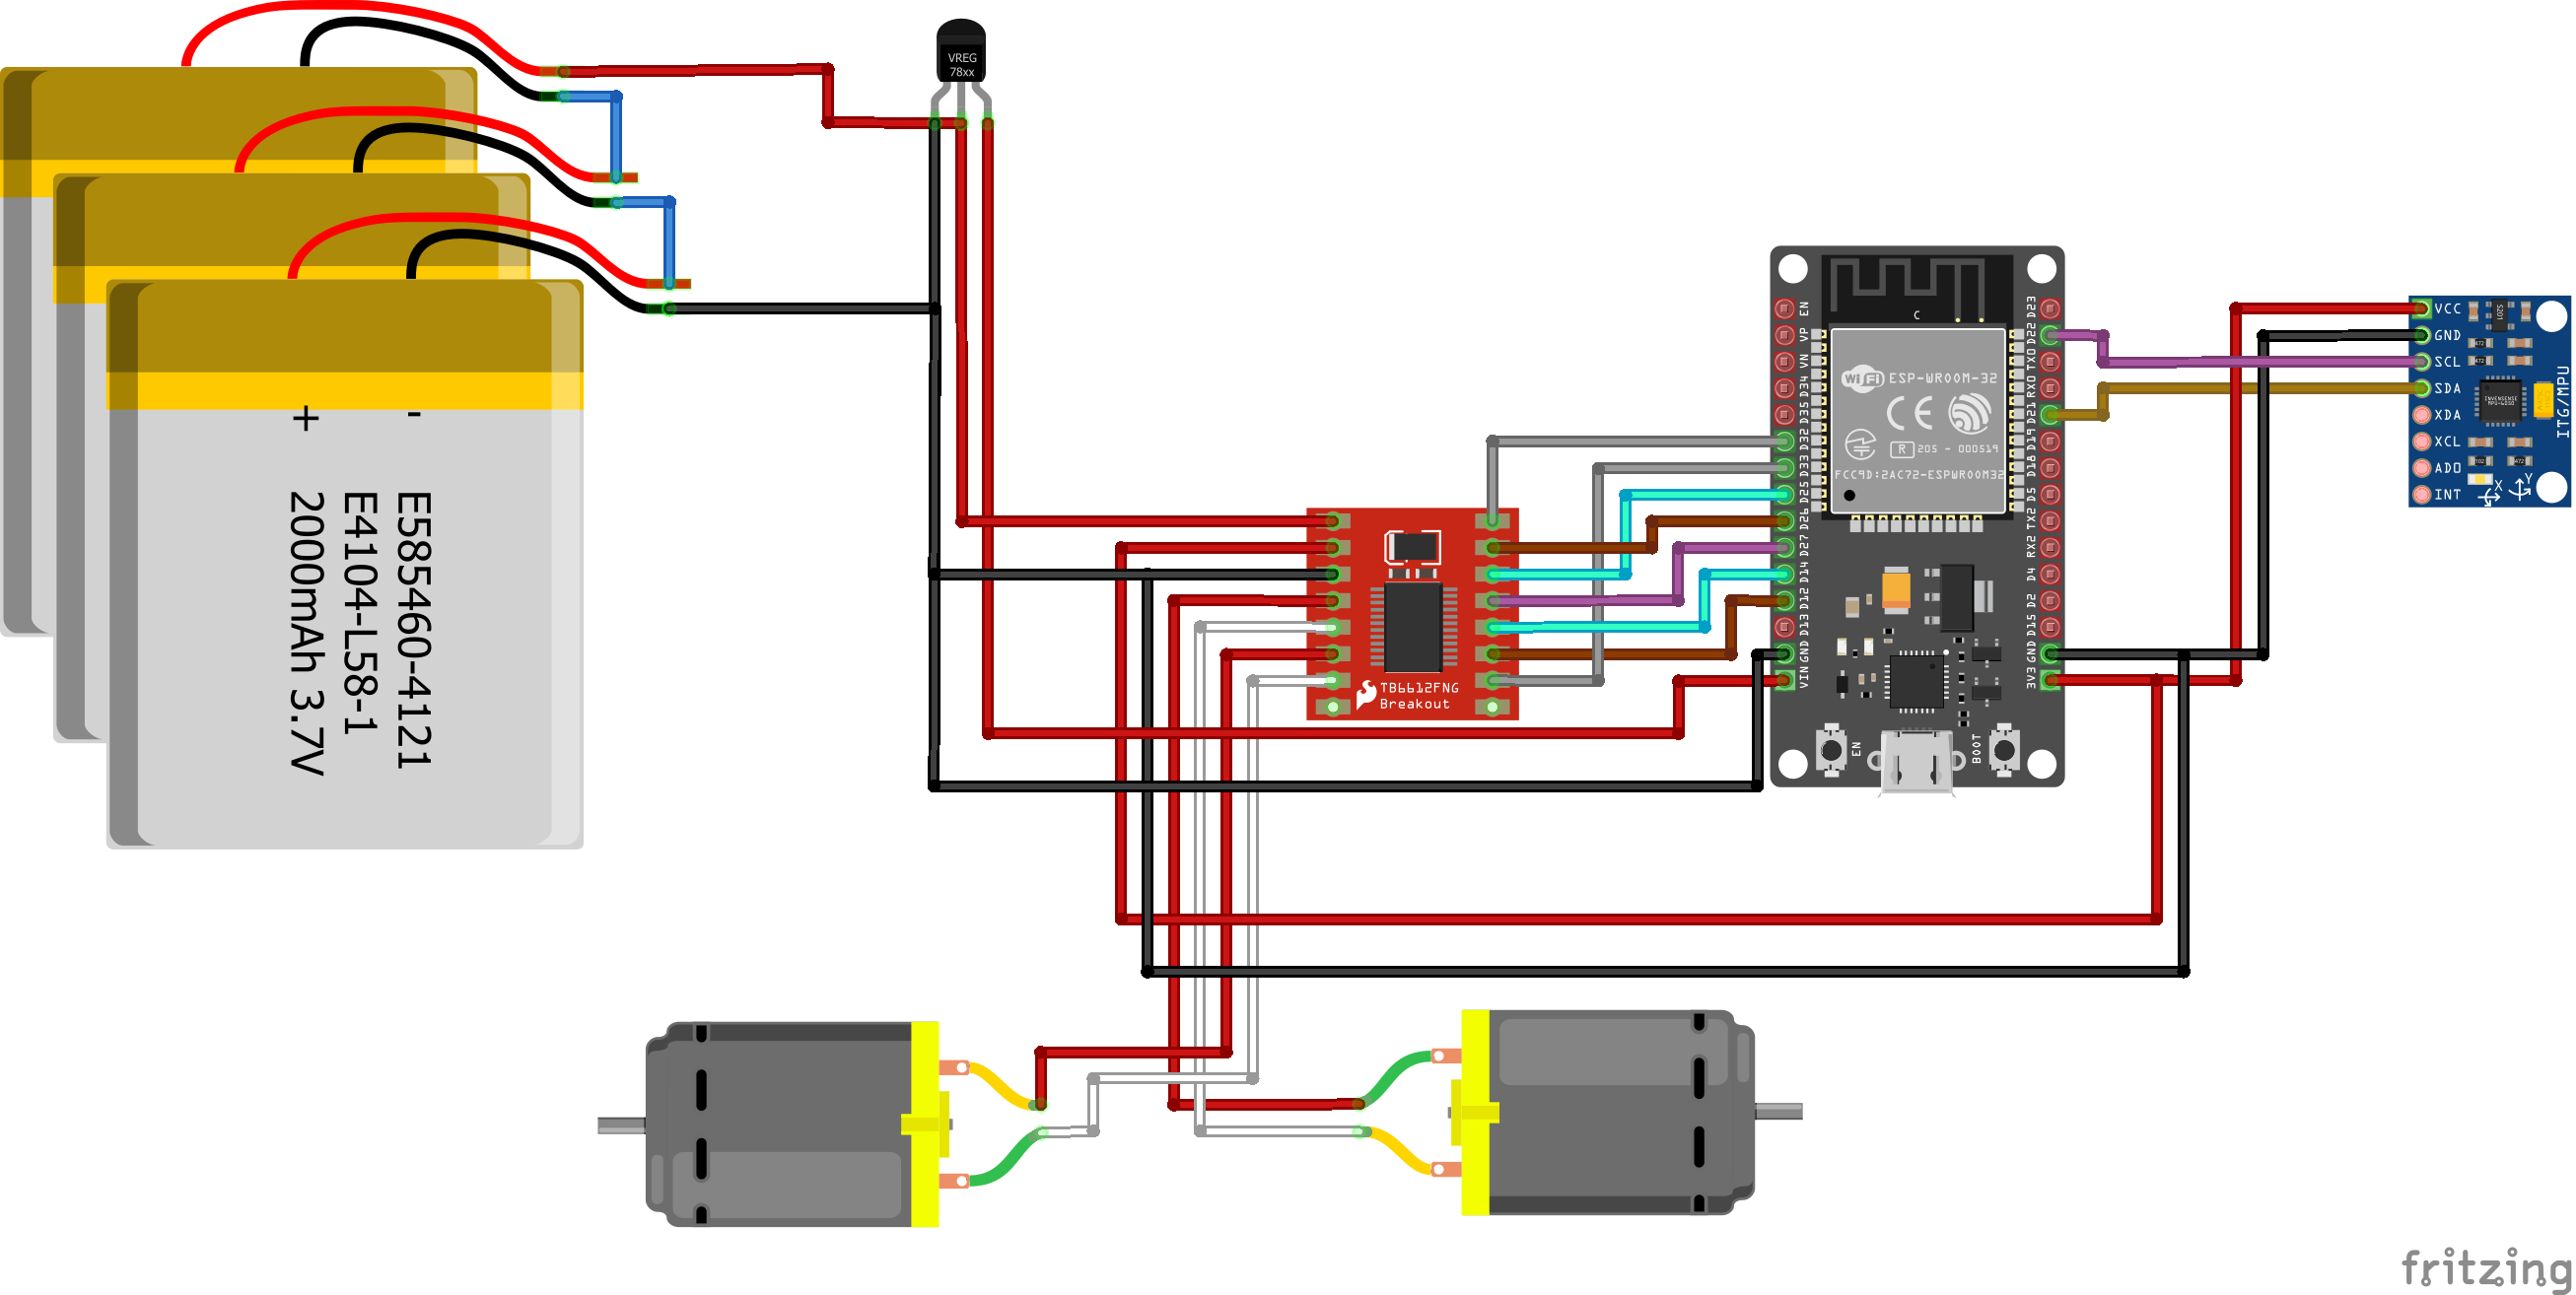 VREG
78xx
+ -
E585460-4121
E4104-L58-1
2000mAh 3.7V
TB6612FNG
Breakout
C
WiFi ESP-WROOM-32
CE
R 205 - 000519
FCC9D:2AC72-ESPWROOM32
EN
VP
VN
D34
D35
D32
D33
D25
D26
D27
D14
D12
D13
GND
VIN
D23
D22
TX0
RX0
D21
D19
D18
D5
TX2
RX2
D4
D2
D15
GND
3V3
EN
BOOT
VCC
GND
SCL
SDA
XDA
XCL
AD0
INT
ITG/MPU
X
Y
fritzing